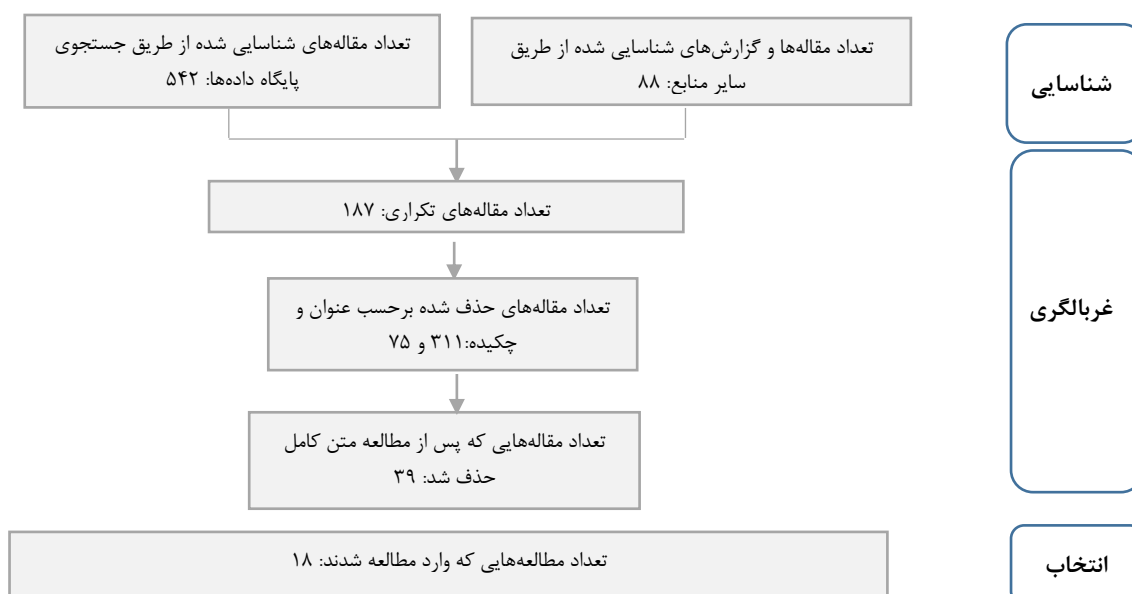 شناسایی
تعداد مقاله‌ها و گزارش‌های شناسایی شده از طریق
سایر منابع: ۸۸
تعداد مقاله‌های شناسایی شده از طریق جستجوی
پایگاه داده‌ها: ۵۴۲
غربالگری
تعداد مقاله‌های تکراری: ۱۸۷
تعداد مقاله‌های حذف شده برحسب عنوان و
چکیده:۳۱۱ و ۷۵
تعداد مقاله‌هایی که پس از مطالعه متن کامل
حذف شد: ۳۹
انتخاب
تعداد مطالعه‌هایی که وارد مطالعه شدند: ۱۸